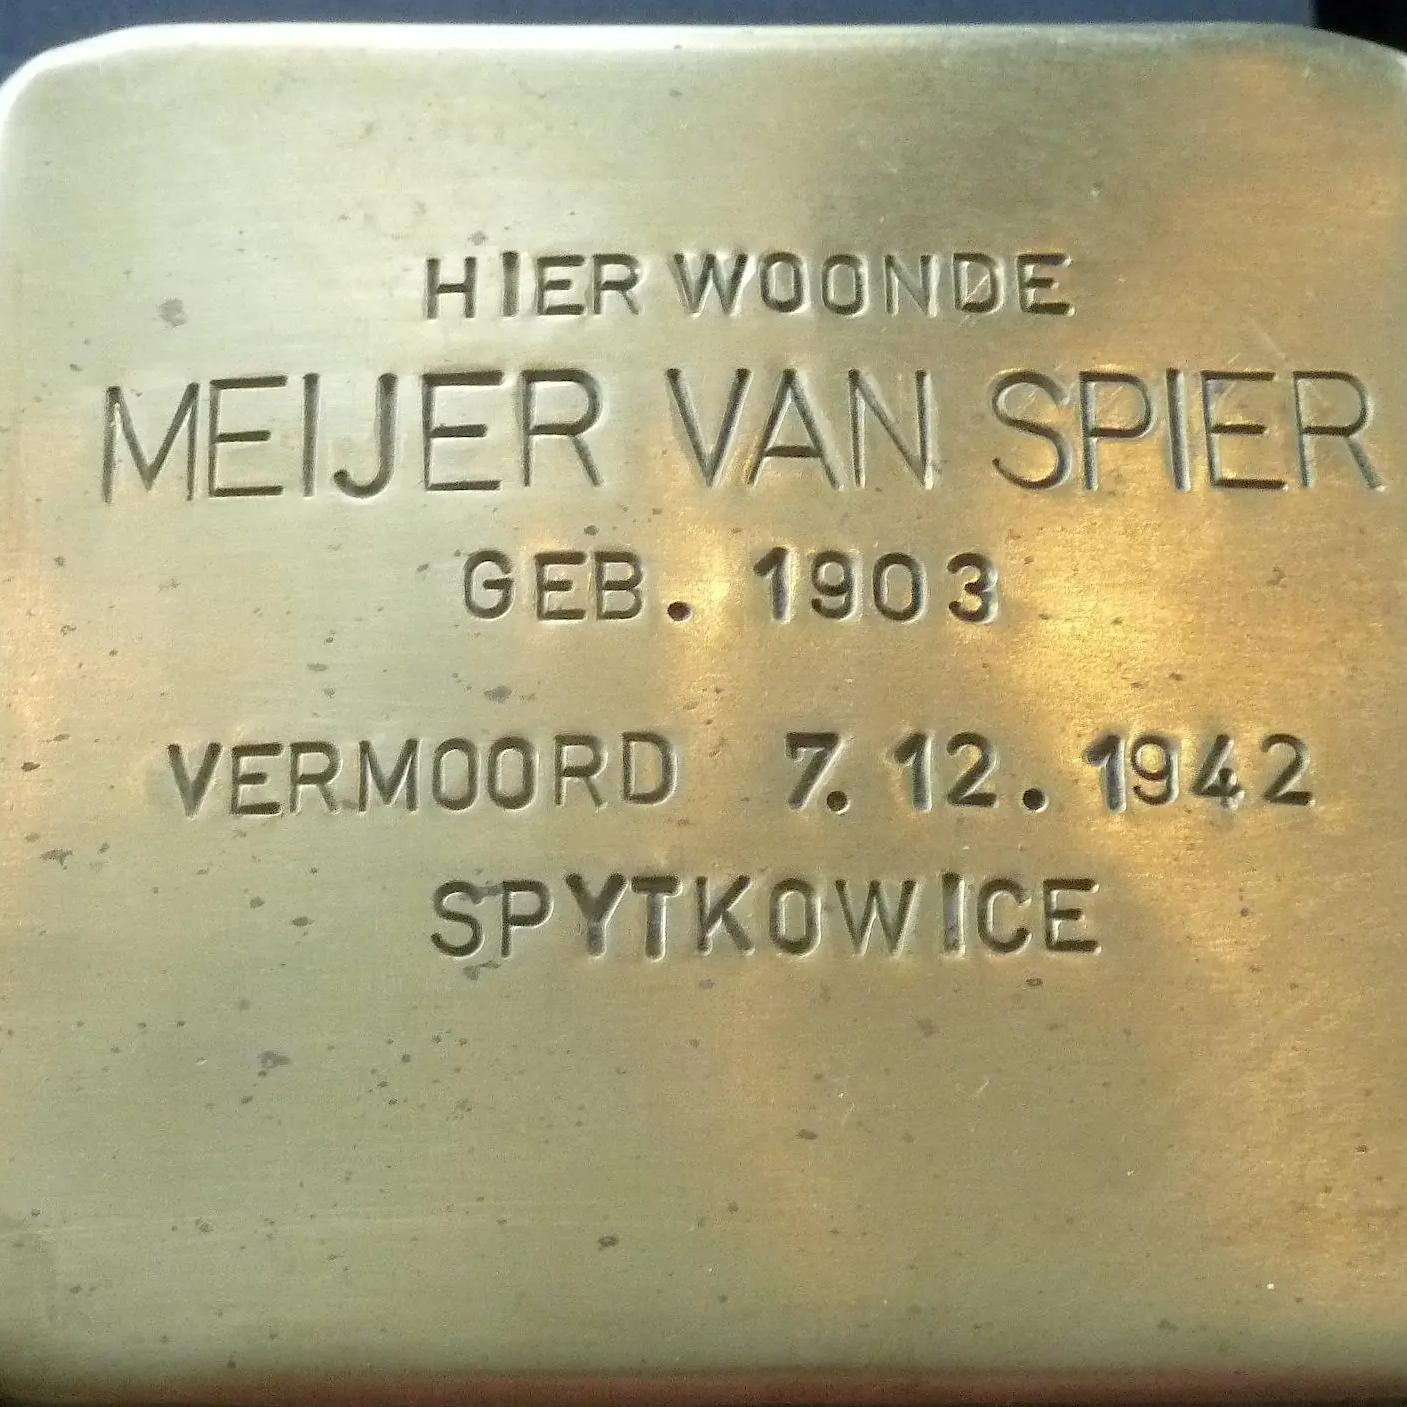 HIER WOONDE
MEIJER VAN SPIER
GEB. 1903
VERMOORD 7.12.1942
SPYTKOWICE